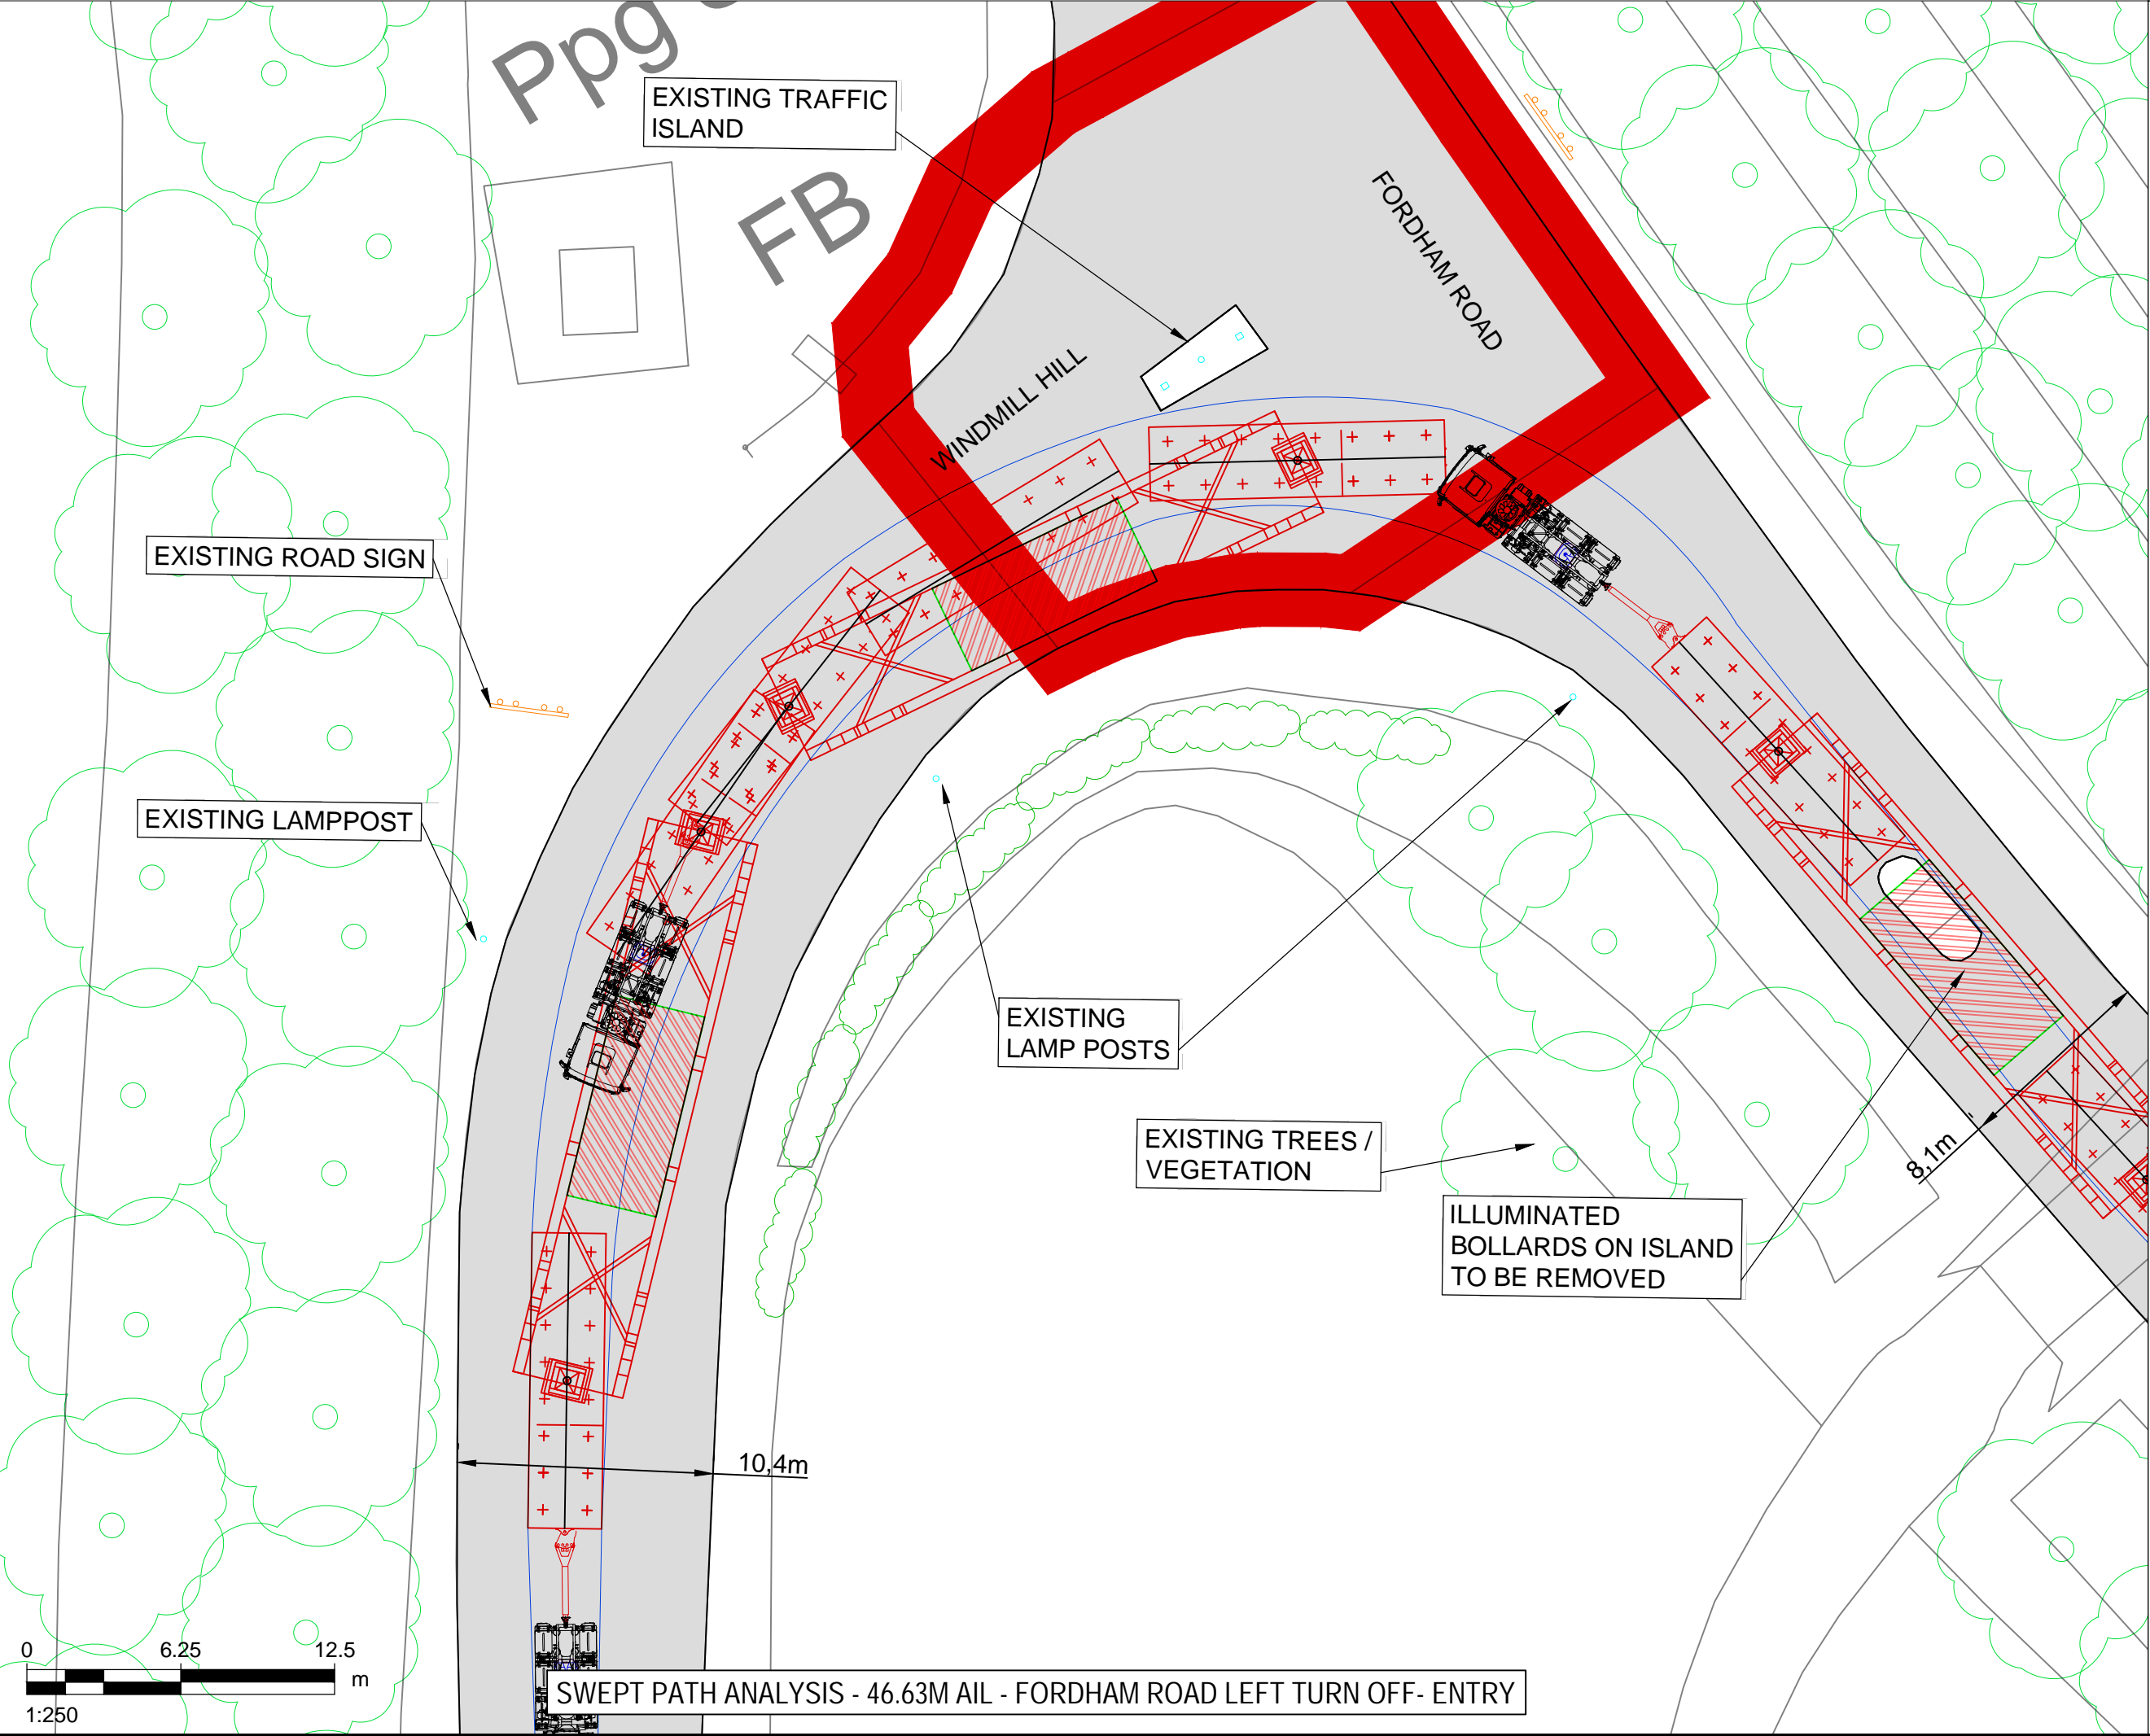 Ppg
EXISTING TRAFFIC
ISLAND
FB
FORDHAM ROAD
WINDMILL HILL
EXISTING ROAD SIGN
EXISTING LAMPPOST
EXISTING
LAMP POSTS
EXISTING TREES /
VEGETATION
8,1m
ILLUMINATED
BOLLARDS ON ISLAND
TO BE REMOVED
10,4m
0 6.25 12.5
m
1:250
SWEPT PATH ANALYSIS - 46.63M AIL - FORDHAM ROAD LEFT TURN OFF- ENTRY